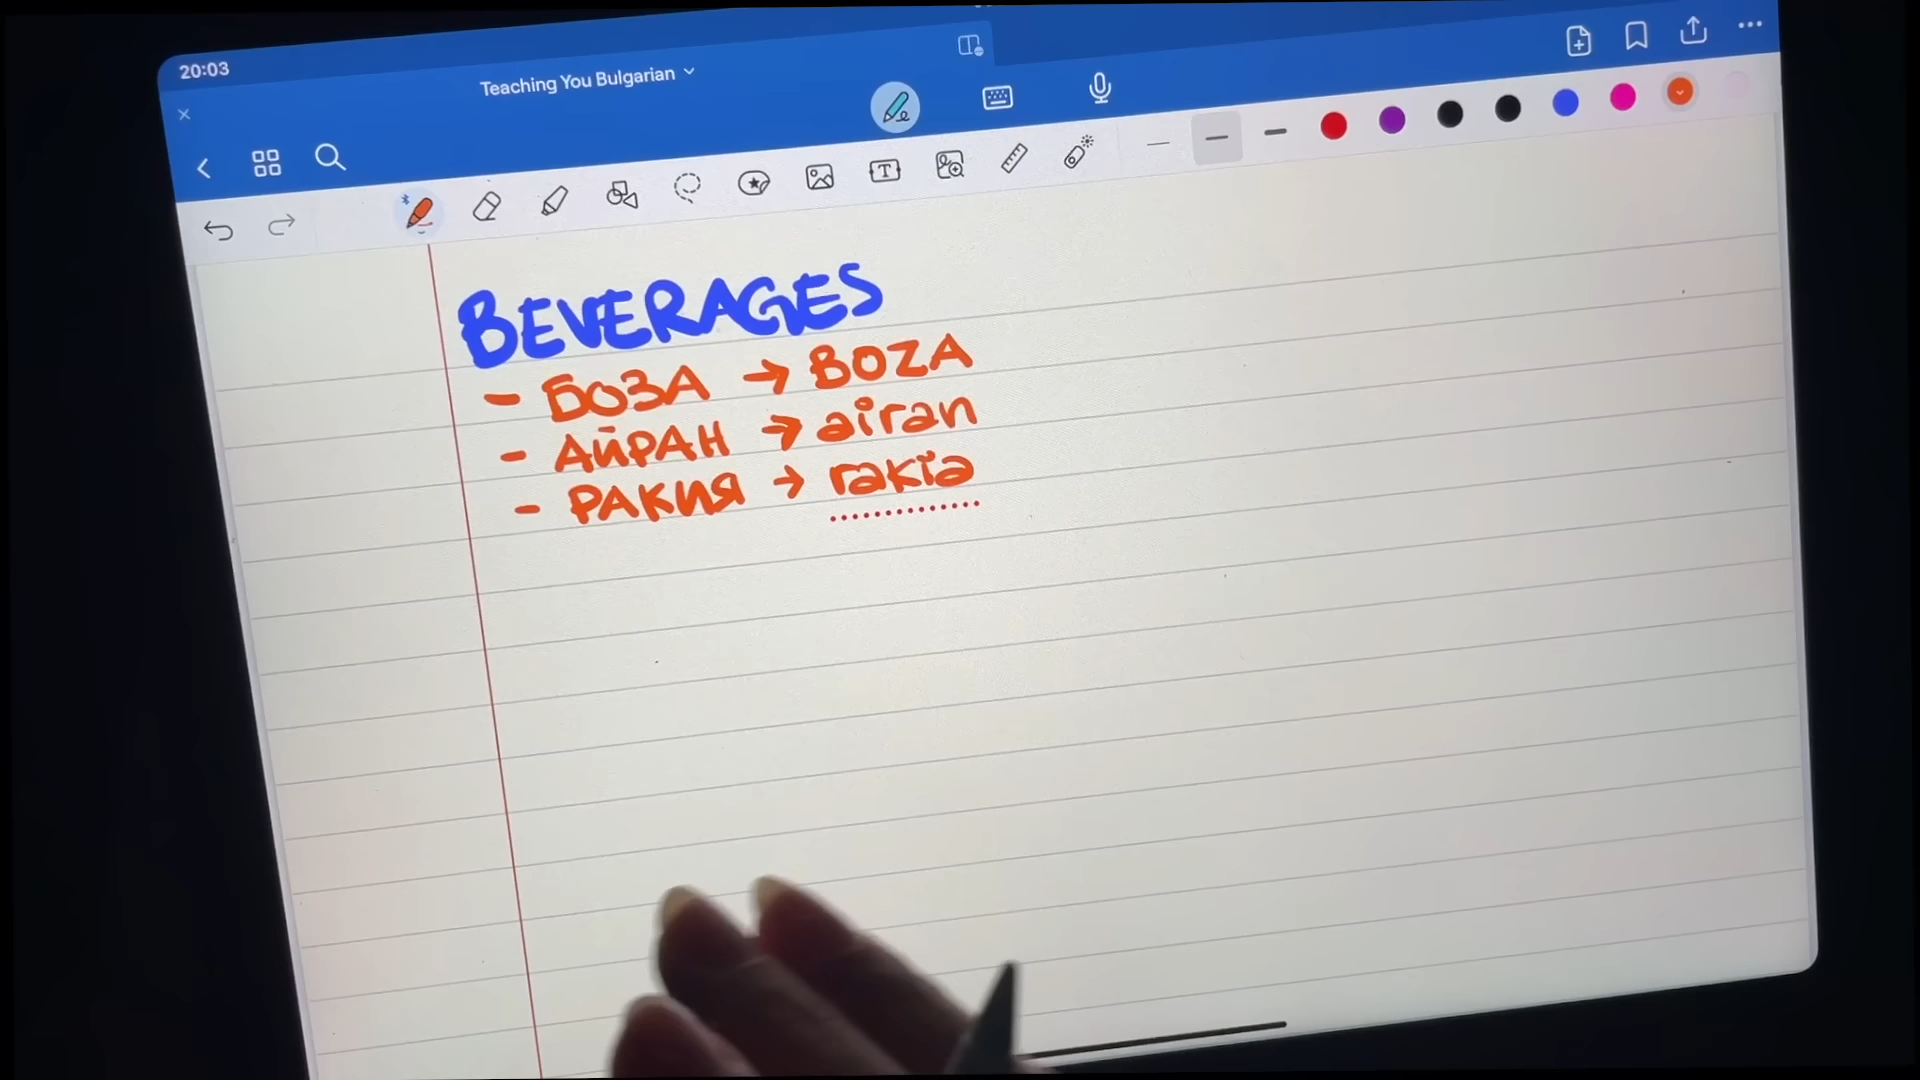 20:03
Teaching You Bulgarian
BEVERAGES
- БОЗА → BOZA
- АЙРАН → airan
- РАКИЯ → rakia